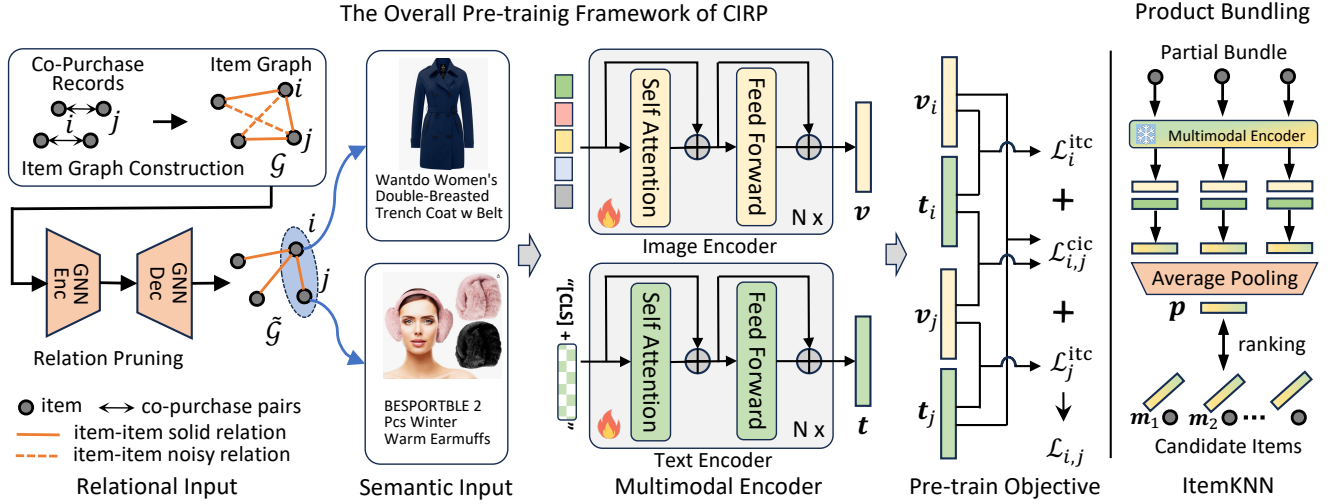 The Overall Pre-trainig Framework of CIRP
Product Bundling
Co-Purchase
Records
i
j
Item Graph
i
j
Item Graph Construction
𝒢
GNN
Enc
GNN
Dec
Relation Pruning
i
j
𝒢̃
item
co-purchase pairs
item-item solid relation
item-item noisy relation
Relational Input
Wantdo Women's
Double-Breasted
Trench Coat w Belt
BESPORTBLE 2
Pcs Winter
Warm Earmuffs
Semantic Input
Self Attention
Feed Forward
N x
v
Image Encoder
"[CLS] + "
Self Attention
Feed Forward
N x
t
Text Encoder
Multimodal Encoder
v_i
t_i
v_j
t_j
ℒ_i^itc
+
ℒ_{i,j}^cic
+
ℒ_j^itc
ℒ_{i,j}
Pre-train Objective
Partial Bundle
Multimodal Encoder
Average Pooling
p
ranking
m_1
m_2
...
Candidate Items
ItemKNN